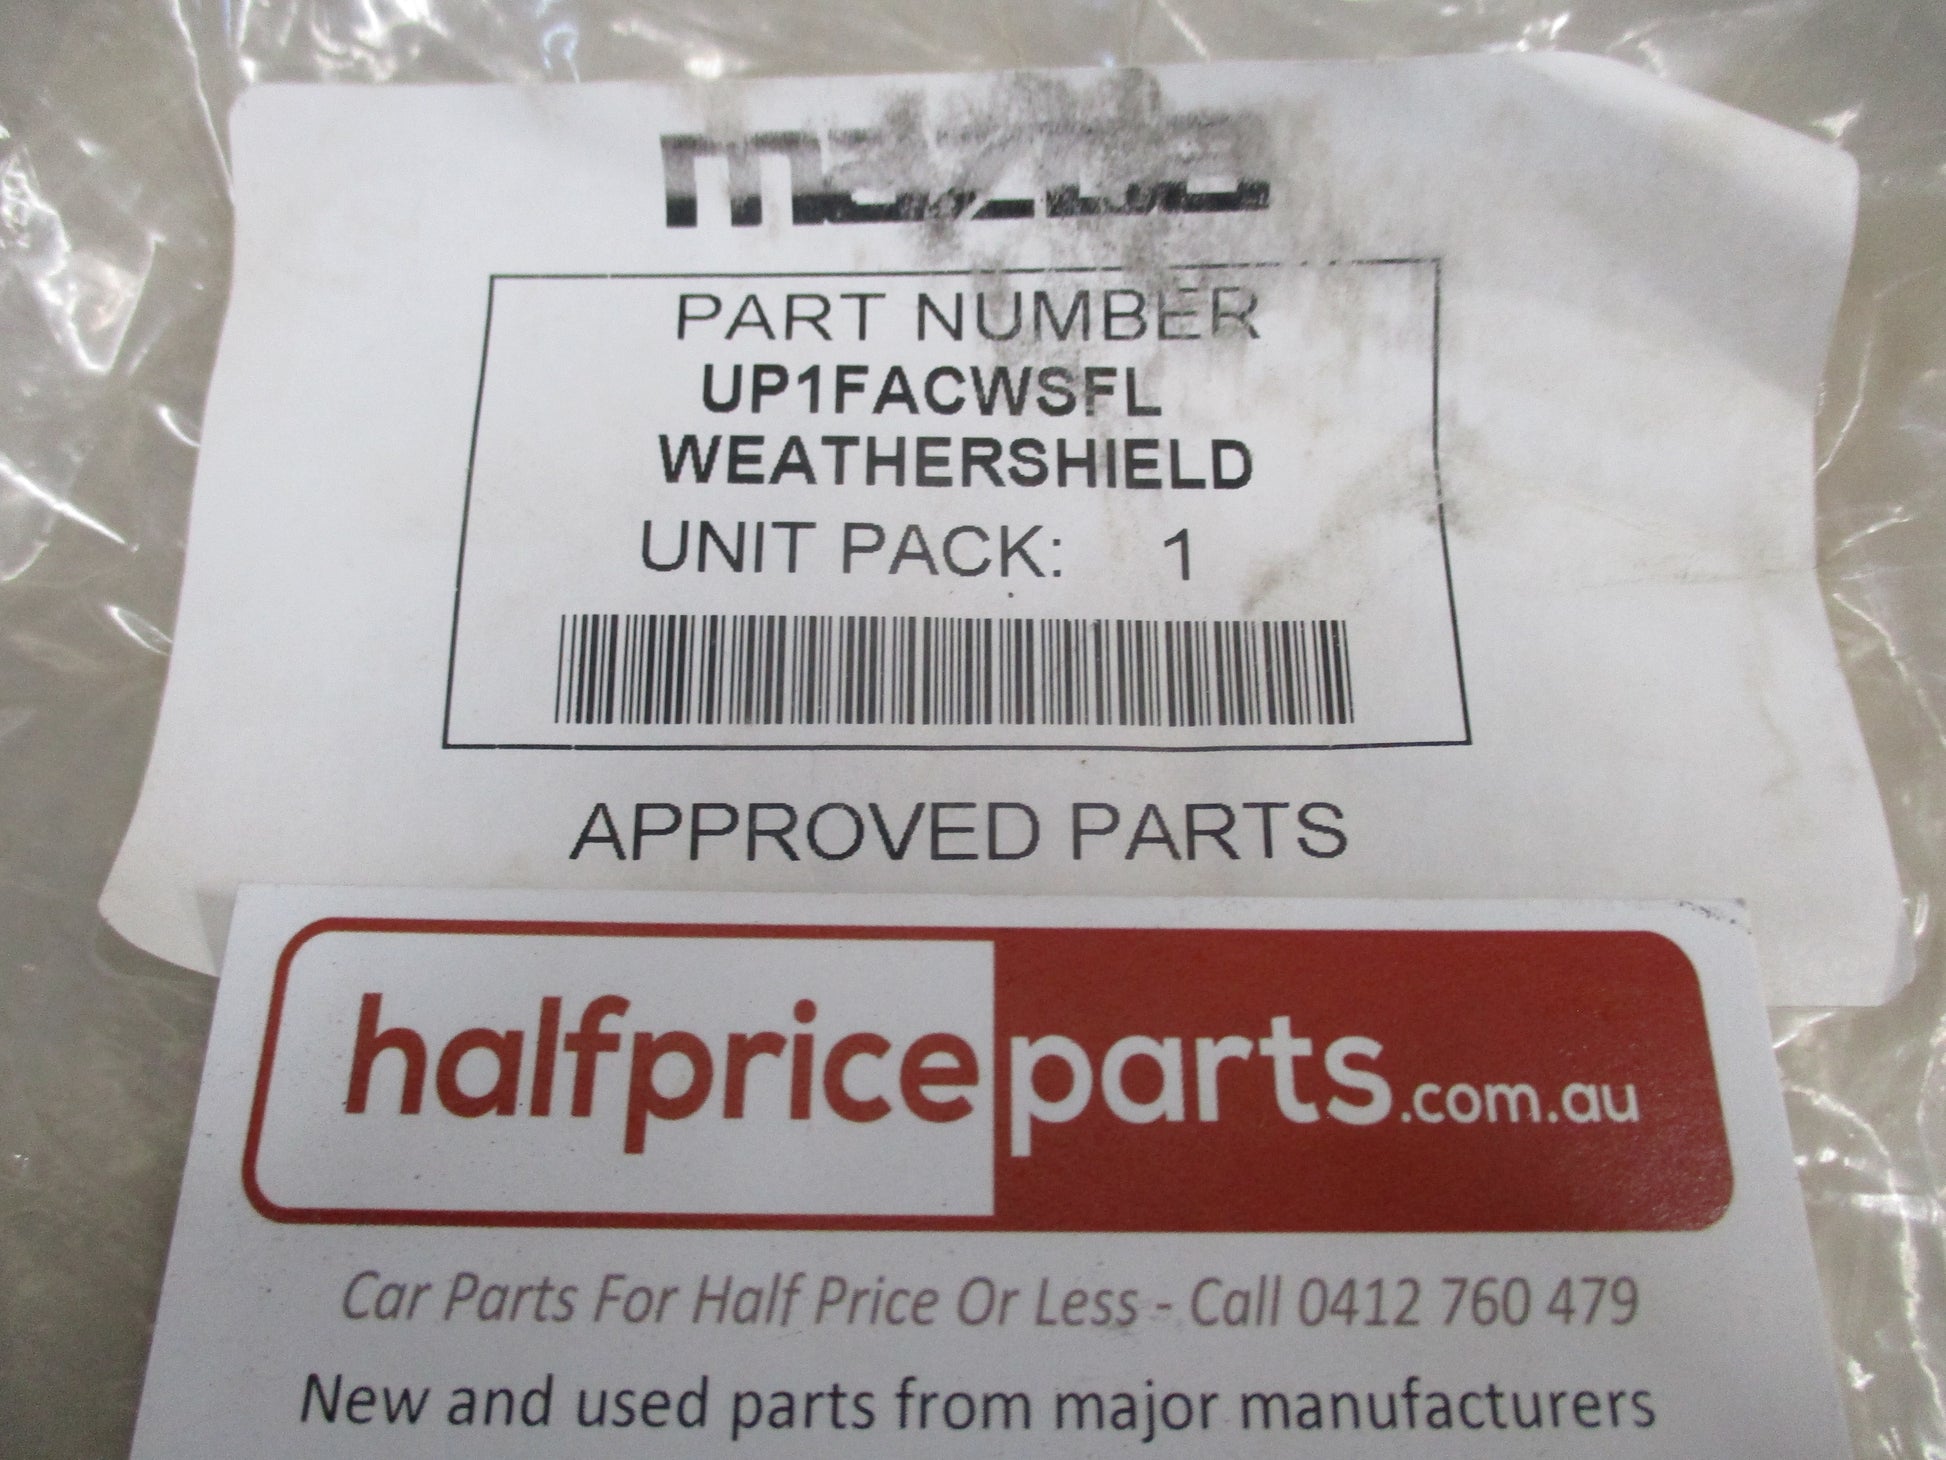 mazda
PART NUMBER
UP1FACWSFL
WEATHERSHIELD
UNIT PACK: 1
APPROVED PARTS
halfpriceparts.com.au
Car Parts For Half Price Or Less - Call 0412 760 479
New and used parts from major manufacturers